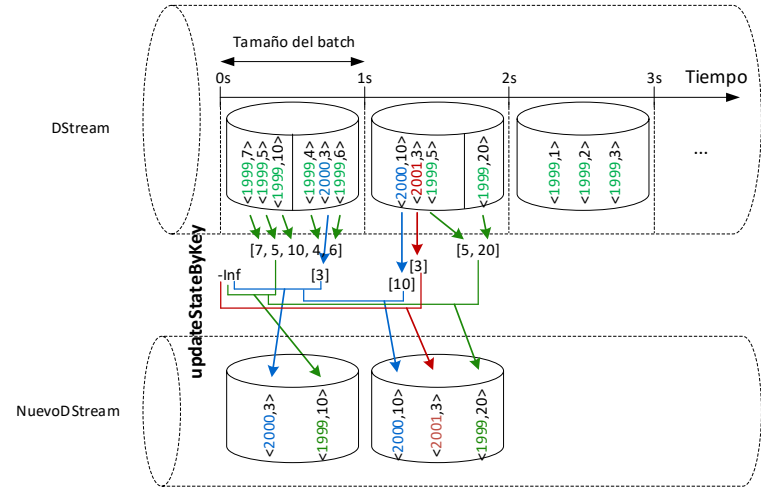 Tamaño del batch
0s
1s
2s
3s
Tiempo
DStream
<1999,7>
<1999,5>
<1999,10>
<1999,4>
<2000,3>
<1999,6>
<2000,10>
<2001,3>
<1999,5>
<1999,20>
<1999,1>
<1999,2>
<1999,3>
...
updateStateByKey
[7, 5, 10, 4, 6]
[3]
[5, 20]
-Inf
[3]
[10]
NuevoDStream
<2000,3>
<1999,10>
<2000,10>
<2001,3>
<1999,20>